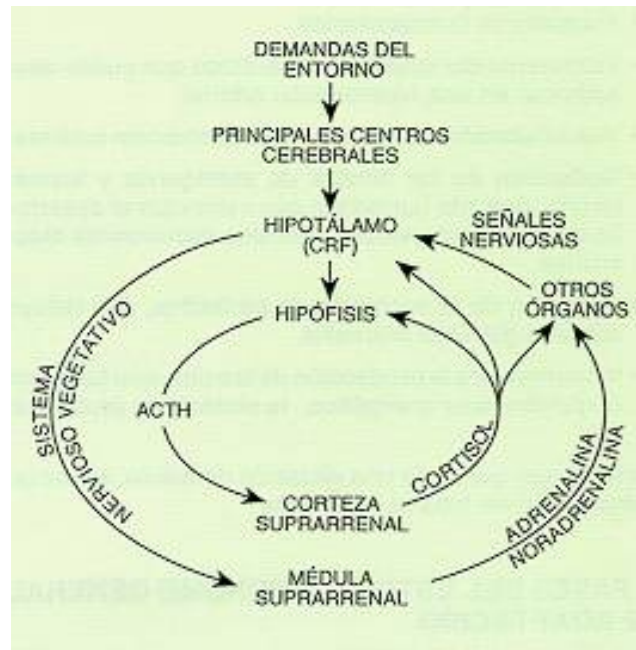 DEMANDAS DEL
ENTORNO
PRINCIPALES CENTROS
CEREBRALES
HIPOTÁLAMO
(CRF)
SEÑALES
NERVIOSAS
HIPÓFISIS
OTROS
ÓRGANOS
SISTEMA
NERVIOSO VEGETATIVO
ACTH
CORTISOL
CORTEZA
SUPRARRENAL
ADRENALINA
NORADRENALINA
MÉDULA
SUPRARRENAL